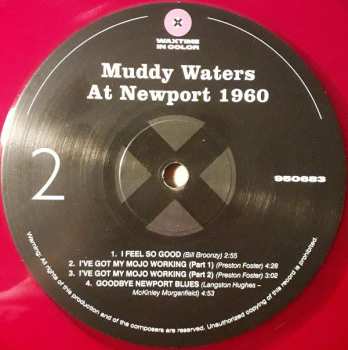 WAXTIME
IN COLOR
Muddy Waters
At Newport 1960
2
950683
1. I FEEL SO GOOD (Bill Broonzy) 2:55
2. I'VE GOT MY MOJO WORKING (Part 1) (Preston Foster) 4:28
3. I'VE GOT MY MOJO WORKING (Part 2) (Preston Foster) 3:02
4. GOODBYE NEWPORT BLUES (Langston Hughes –
McKinley Morganfield) 4:53
Warning: All rights of this production and of the composers are reserved. Unauthorized copying of this record is prohibited.